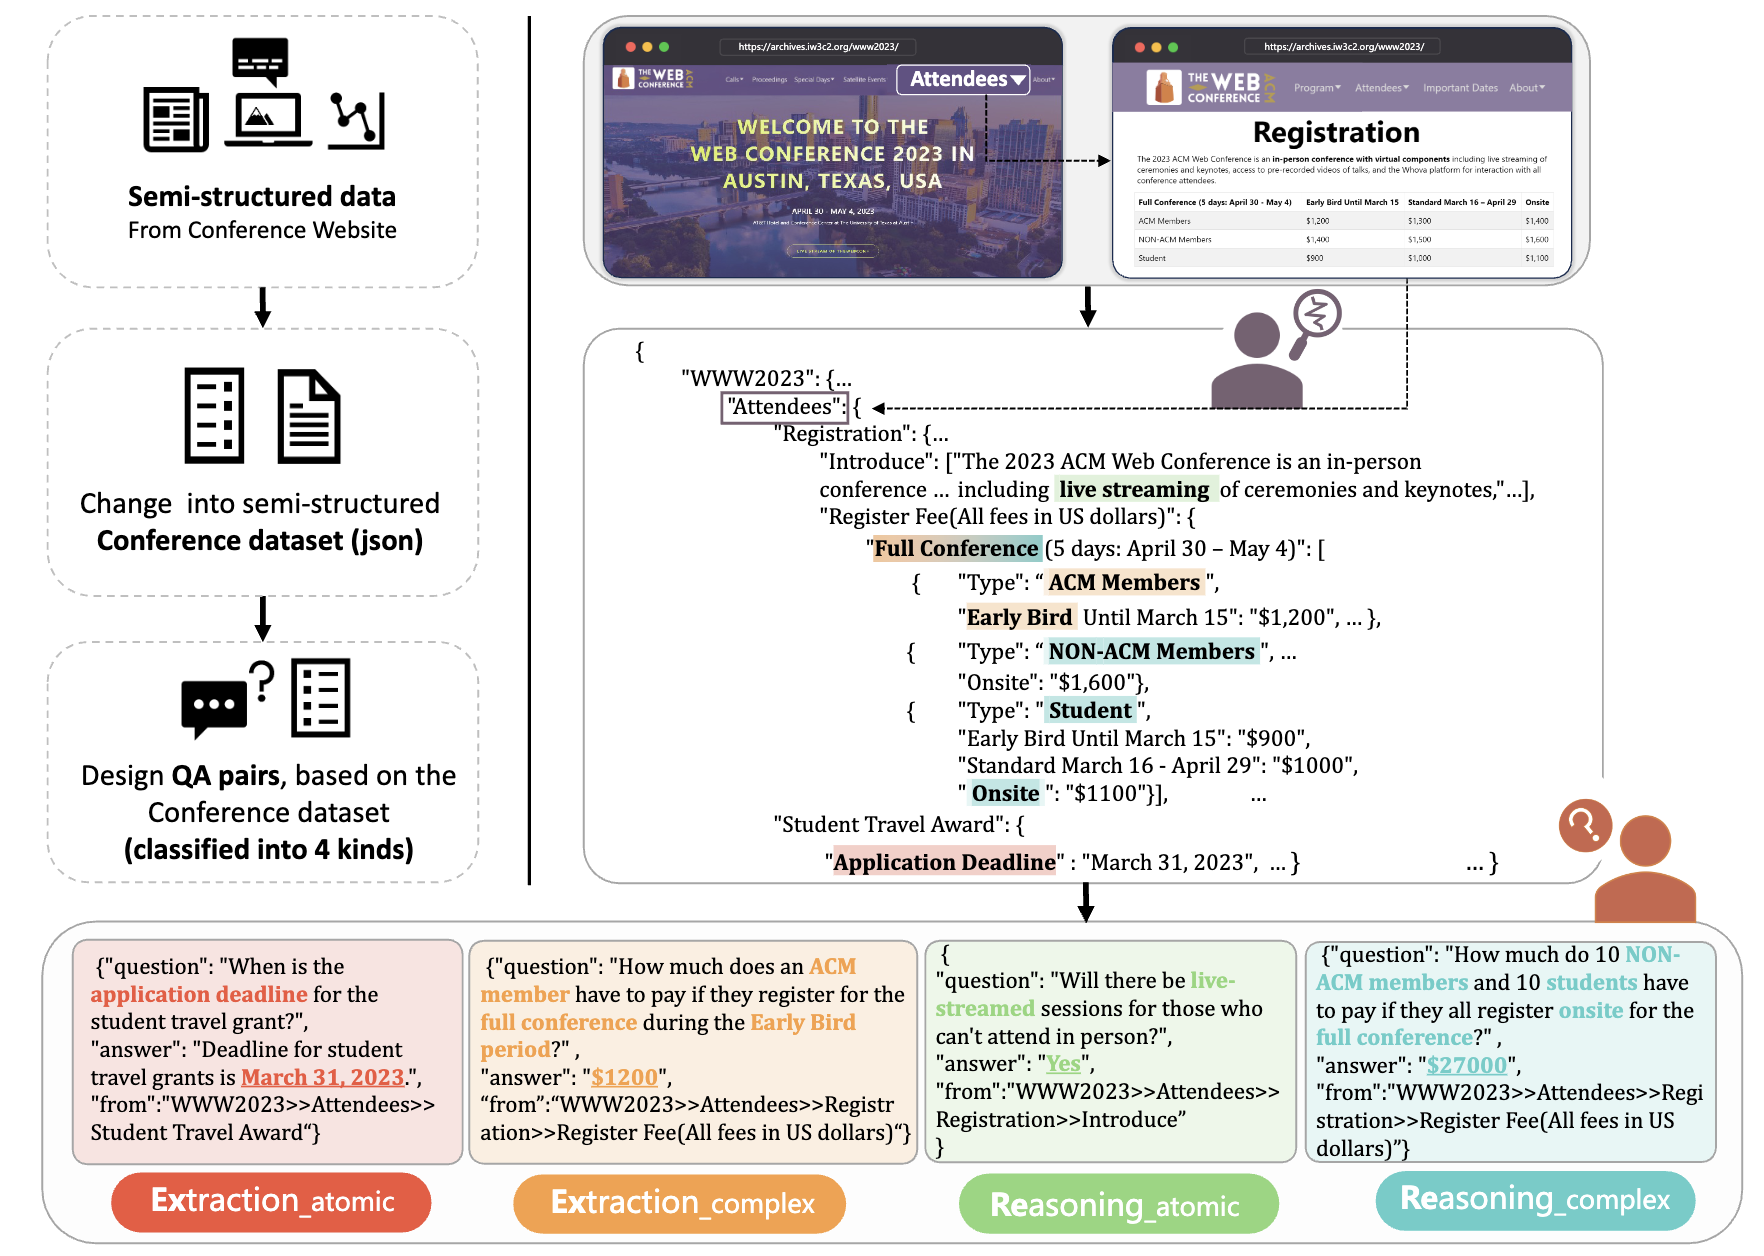 Semi-structured data
From Conference Website
Change into semi-structured
Conference dataset (json)
Design QA pairs, based on the
Conference dataset
(classified into 4 kinds)
https://archives.iw3c2.org/www2023/
THE WEB CONFERENCE ACM
Calls Proceedings Special Days Satellite Events Attendees About
WELCOME TO THE
WEB CONFERENCE 2023 IN
AUSTIN, TEXAS, USA
APRIL 30 - MAY 4, 2023
AT&T Hotel and Conference Center at The University of Texas at Austin
https://archives.iw3c2.org/www2023/
THE WEB CONFERENCE ACM
Program Attendees Important Dates About
Registration
The 2023 ACM Web Conference is an in-person conference with virtual components including live streaming of
ceremonies and keynotes, access to pre-recorded videos of talks, and the Whova platform for interaction with all
conference attendees.
Full Conference (5 days: April 30 - May 4) Early Bird Until March 15 Standard March 16 – April 29 Onsite
ACM Members $1,200 $1,300 $1,400
NON-ACM Members $1,400 $1,500 $1,600
Student $900 $1,000 $1,100
{
"WWW2023": {...
"Attendees": {
"Registration": {...
"Introduce": ["The 2023 ACM Web Conference is an in-person
conference ... including live streaming of ceremonies and keynotes,"...],
"Register Fee(All fees in US dollars)": {
"Full Conference (5 days: April 30 – May 4)": [
{ "Type": “ ACM Members ",
"Early Bird Until March 15": "$1,200", ... },
{ "Type": “ NON-ACM Members ", ...
"Onsite": "$1,600"},
{ "Type": " Student ",
"Early Bird Until March 15": "$900",
"Standard March 16 - April 29": "$1000",
" Onsite ": "$1100"}], ...
"Student Travel Award": {
"Application Deadline" : "March 31, 2023", ... } ... }
{"question": "When is the
application deadline for the
student travel grant?",
"answer": "Deadline for student
travel grants is March 31, 2023.",
"from":"WWW2023>>Attendees>>
Student Travel Award“}
Extraction_atomic
{"question": "How much does an ACM
member have to pay if they register for the
full conference during the Early Bird
period?" ,
"answer": "$1200",
“from”:“WWW2023>>Attendees>>Registr
ation>>Register Fee(All fees in US dollars)“}
Extraction_complex
{
"question": "Will there be live-
streamed sessions for those who
can't attend in person?",
"answer": "Yes",
"from":"WWW2023>>Attendees>>
Registration>>Introduce”
}
Reasoning_atomic
{"question": "How much do 10 NON-
ACM members and 10 students have
to pay if they all register onsite for the
full conference?" ,
"answer": "$27000",
"from":"WWW2023>>Attendees>>Regi
stration>>Register Fee(All fees in US
dollars)”}
Reasoning_complex